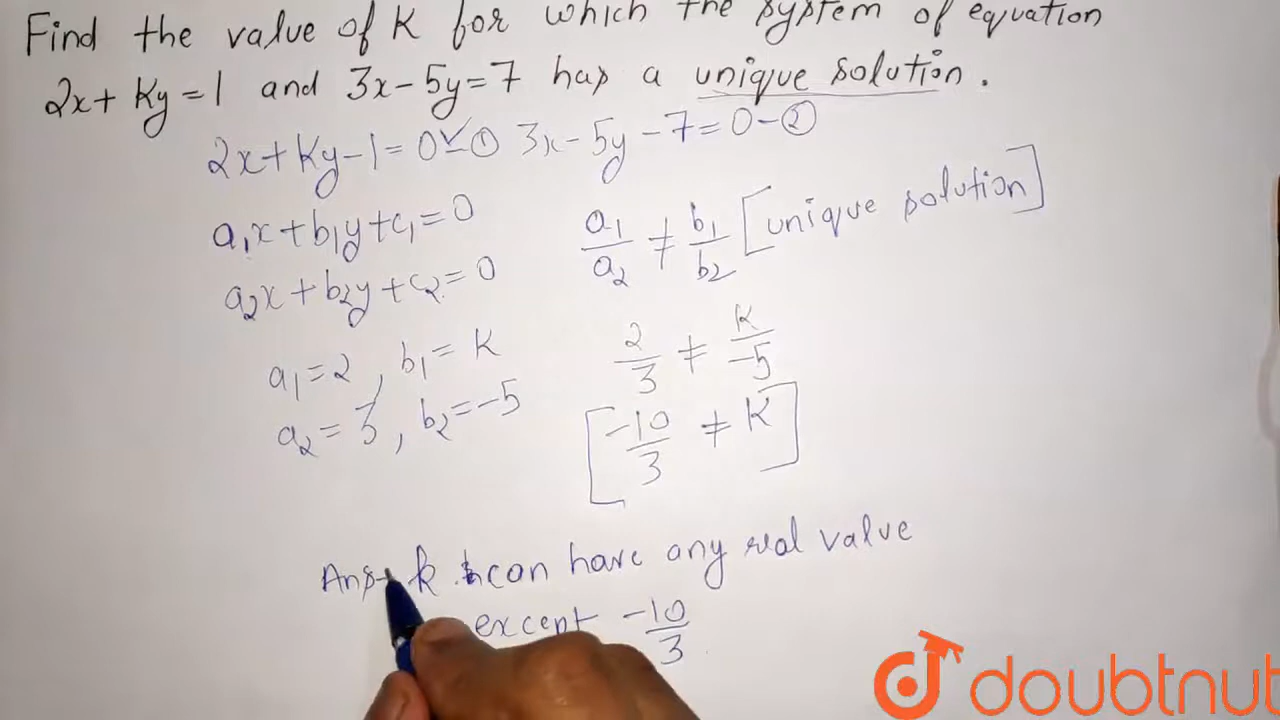 Find the value of K for which the system of equation
2x + Ky = 1 and 3x - 5y = 7 has a unique solution.
2x + Ky - 1 = 0 - ① 3x - 5y - 7 = 0 - ②
a₁x + b₁y + c₁ = 0
a₂x + b₂y + c₂ = 0
a₁/a₂ ≠ b₁/b₂ [unique solution]
a₁ = 2, b₁ = K
a₂ = 3, b₂ = -5
2/3 ≠ K/-5
[-10/3 ≠ K]
Ans - k can have any real value
except -10/3
doubtnut